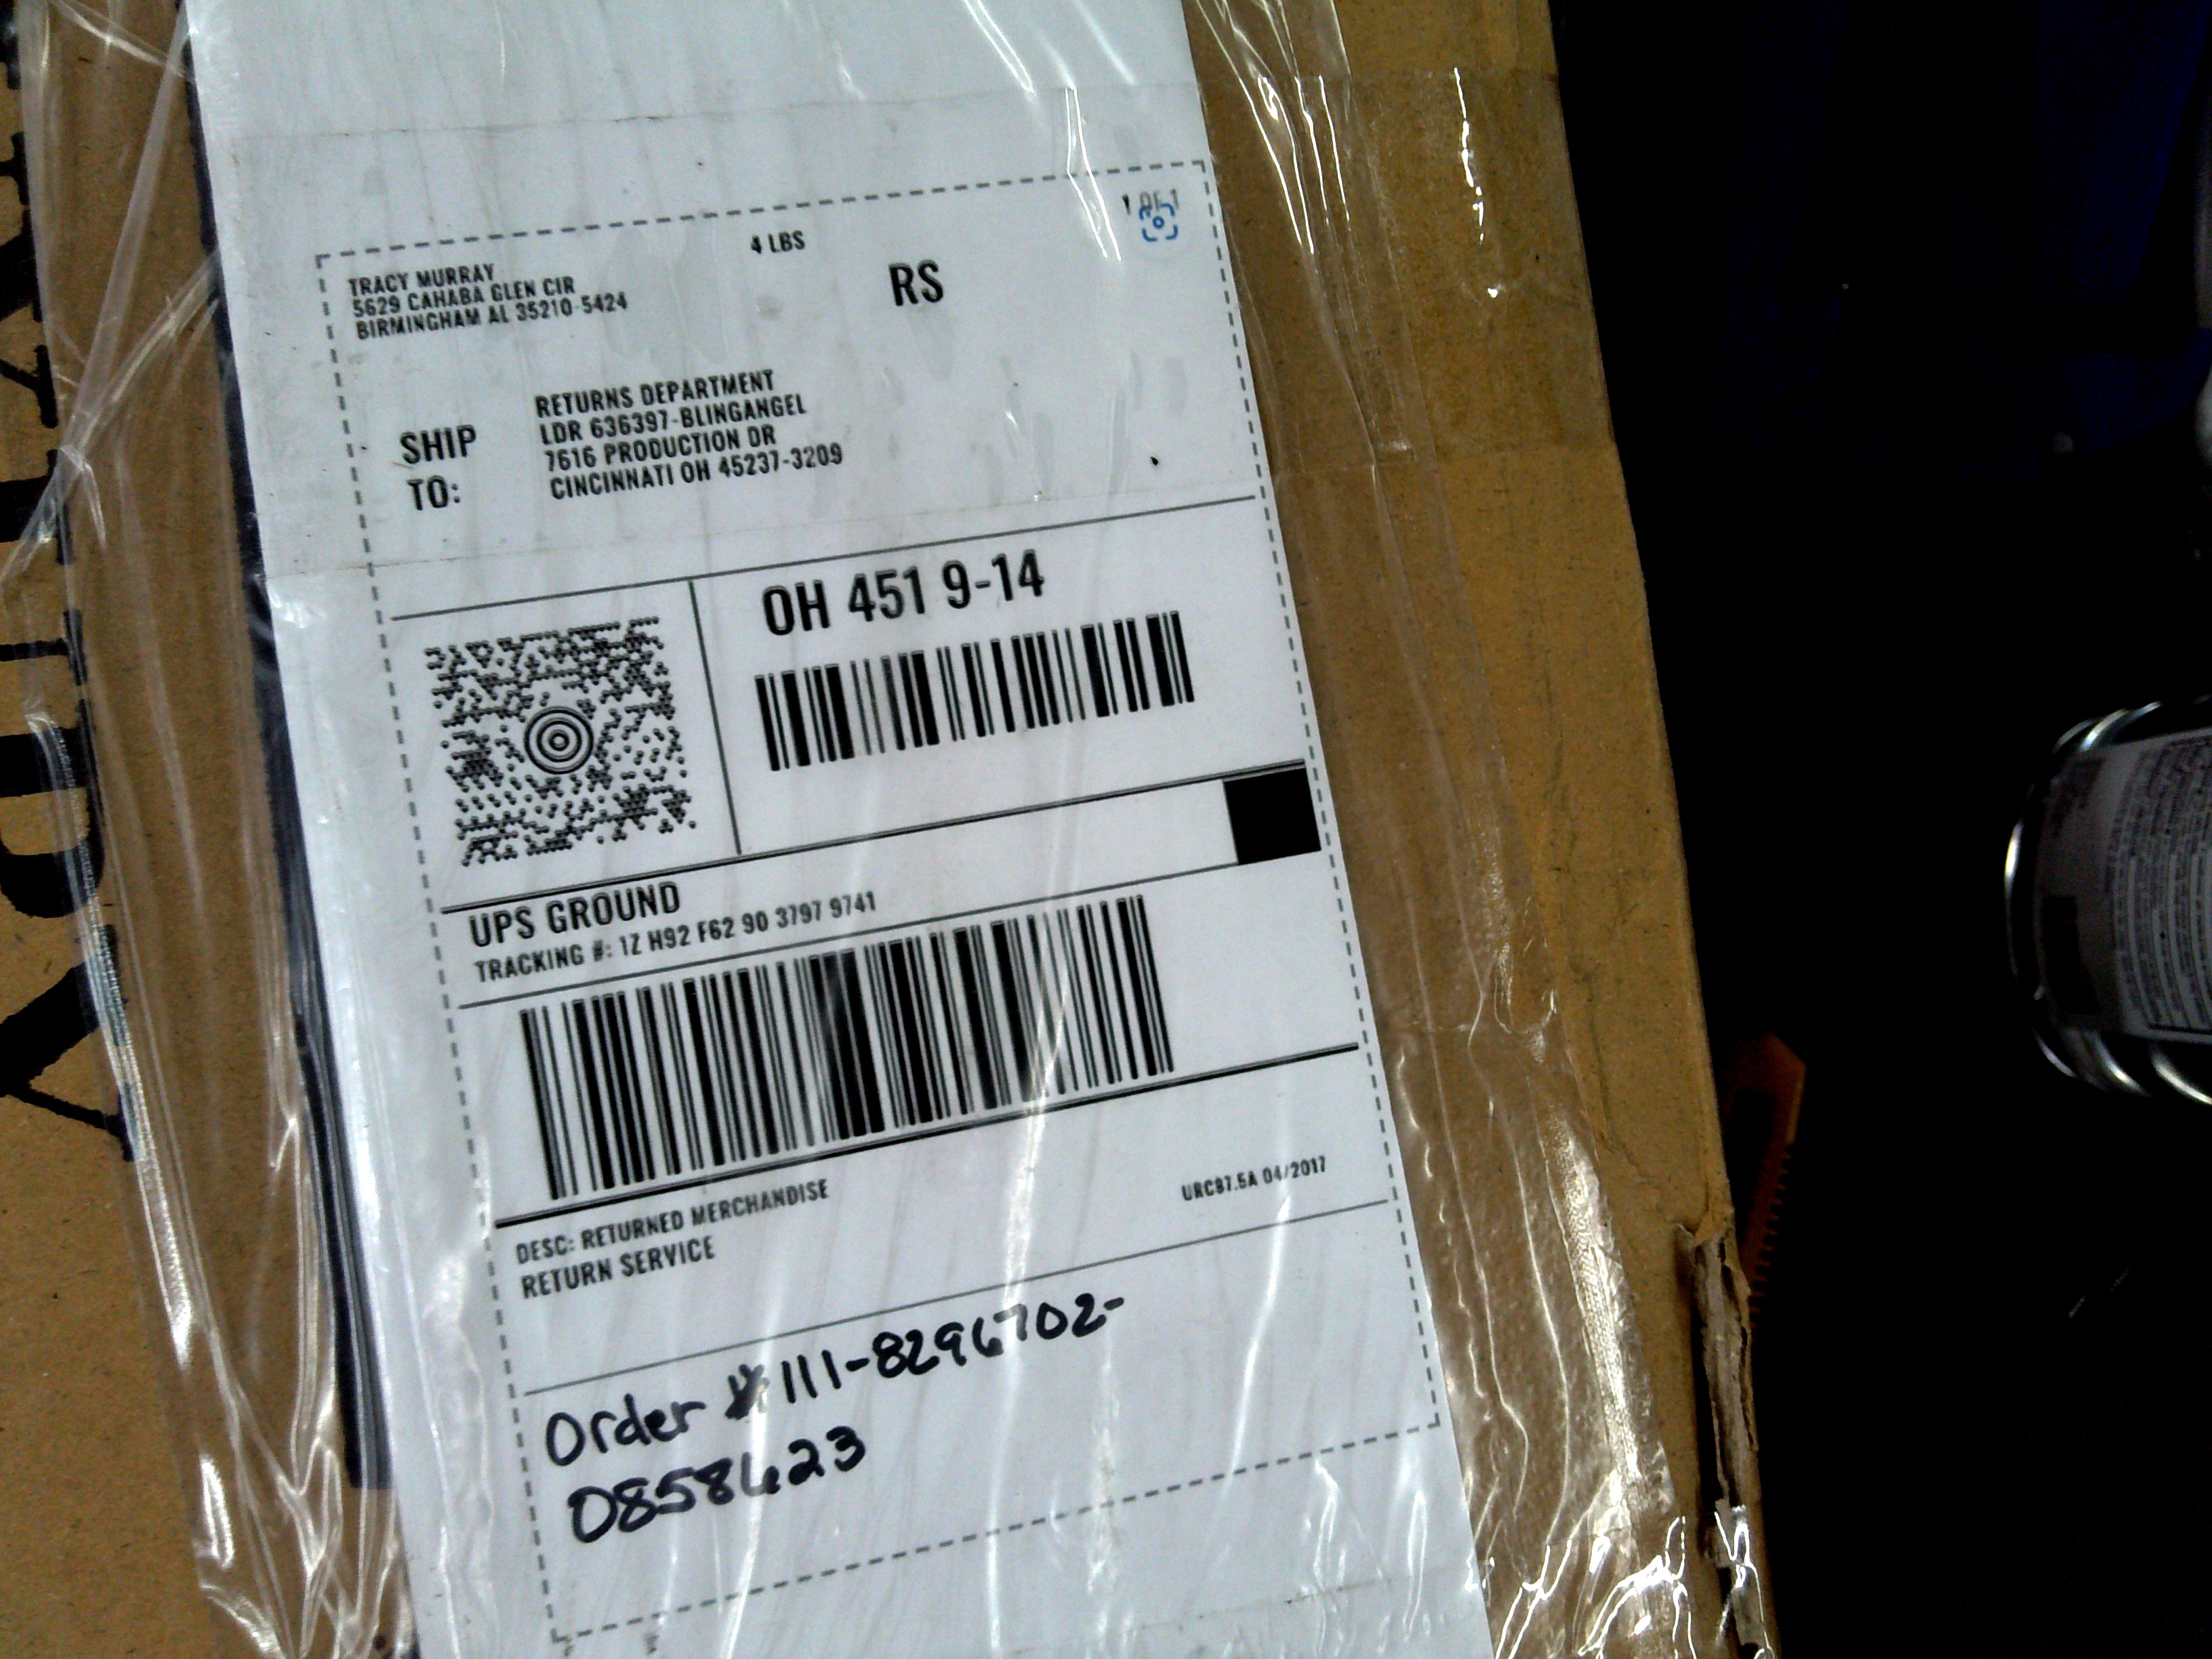 4 LBS
1 OF 1
TRACY MURRAY
5629 CAHABA GLEN CIR
BIRMINGHAM AL 35210-5424
RS
SHIP
TO:
RETURNS DEPARTMENT
LDR 636397-BLINGANGEL
7616 PRODUCTION DR
CINCINNATI OH 45237-3209
OH 451 9-14
UPS GROUND
TRACKING #: 1Z H92 F62 90 3797 9741
DESC: RETURNED MERCHANDISE
RETURN SERVICE
URC97.5A 04/2017
Order # 111-8296702-
0858623